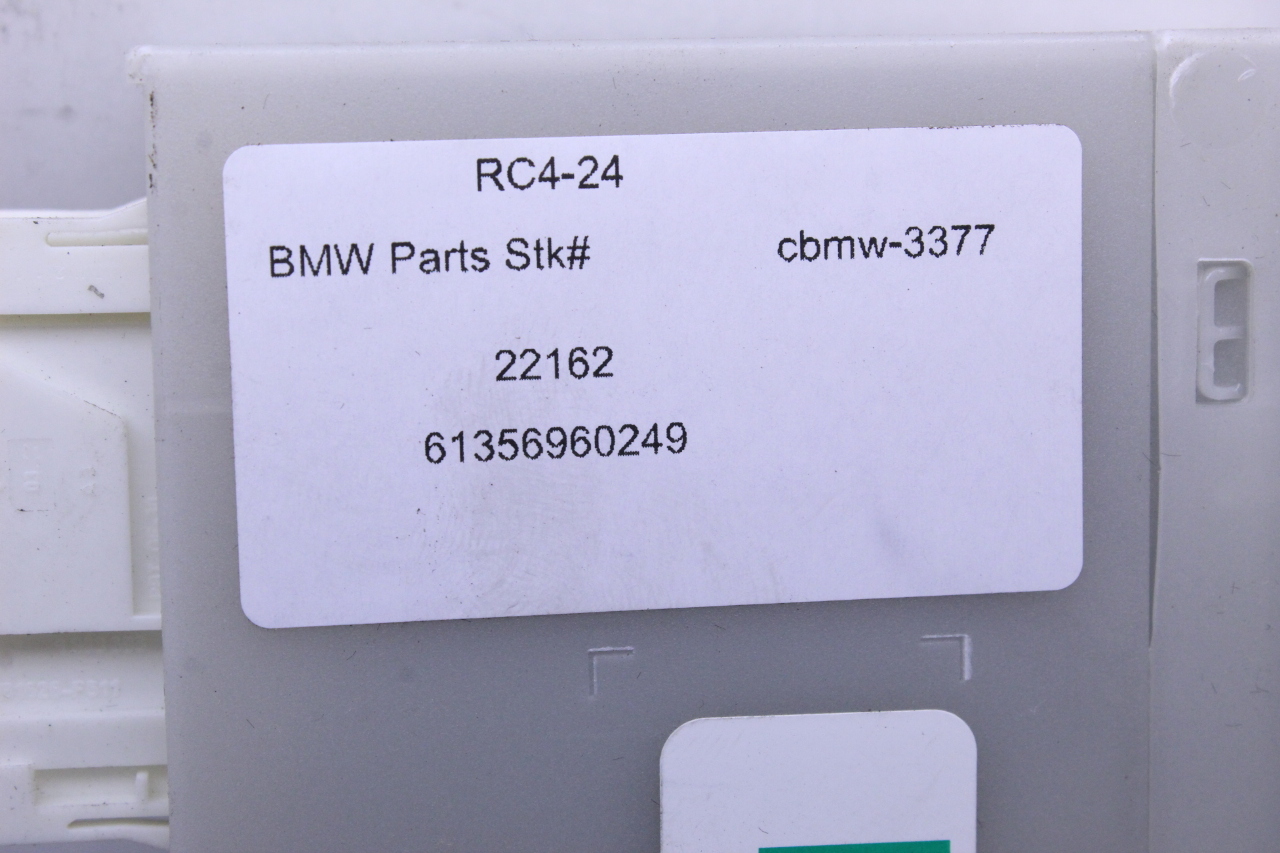 RC4-24
BMW Parts Stk# cbmw-3377
22162
61356960249